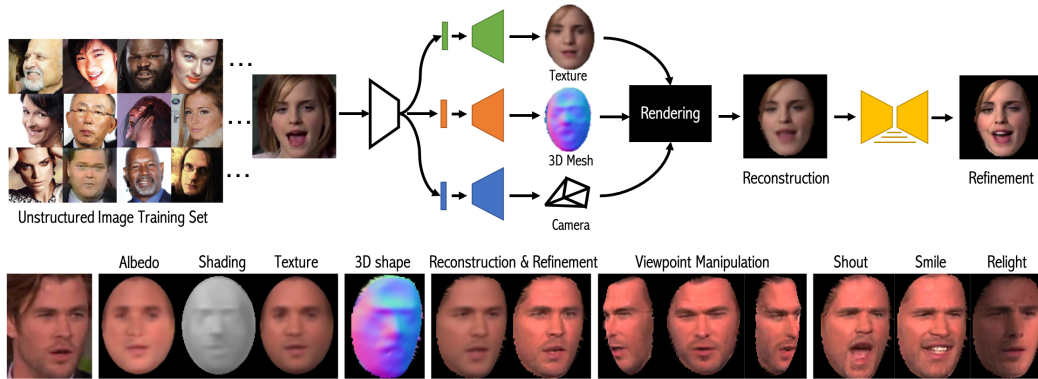 Texture
Rendering
3D Mesh
Camera
Reconstruction
Refinement
Unstructured Image Training Set
Albedo
Shading
Texture
3D shape
Reconstruction & Refinement
Viewpoint Manipulation
Shout
Smile
Relight